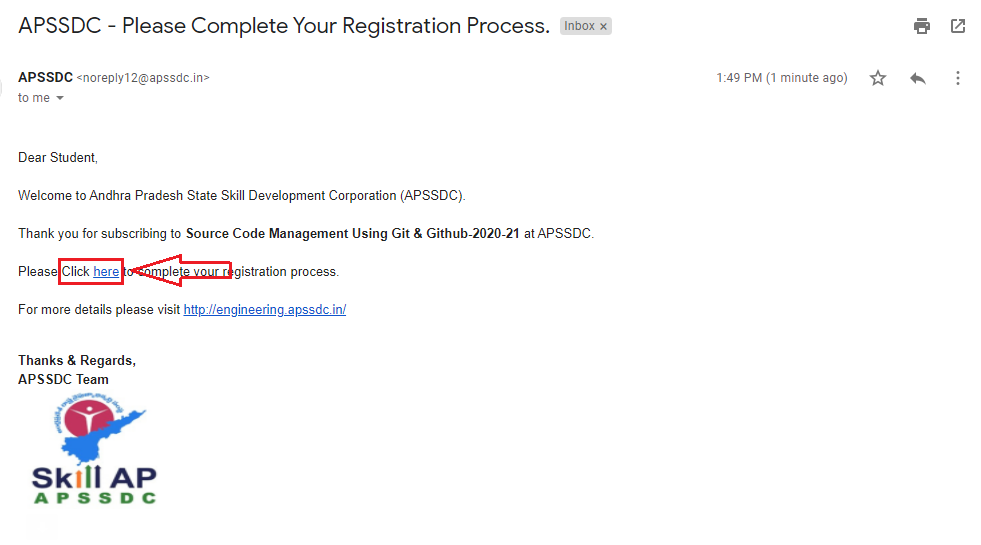 APSSDC - Please Complete Your Registration Process. Inbox ×
APSSDC <noreply12@apssdc.in> 1:49 PM (1 minute ago)
to me
Dear Student,
Welcome to Andhra Pradesh State Skill Development Corporation (APSSDC).
Thank you for subscribing to Source Code Management Using Git & Github-2020-21 at APSSDC.
Please Click here to complete your registration process.
For more details please visit http://engineering.apssdc.in/
Thanks & Regards,
APSSDC Team
Skill AP
APSSDC